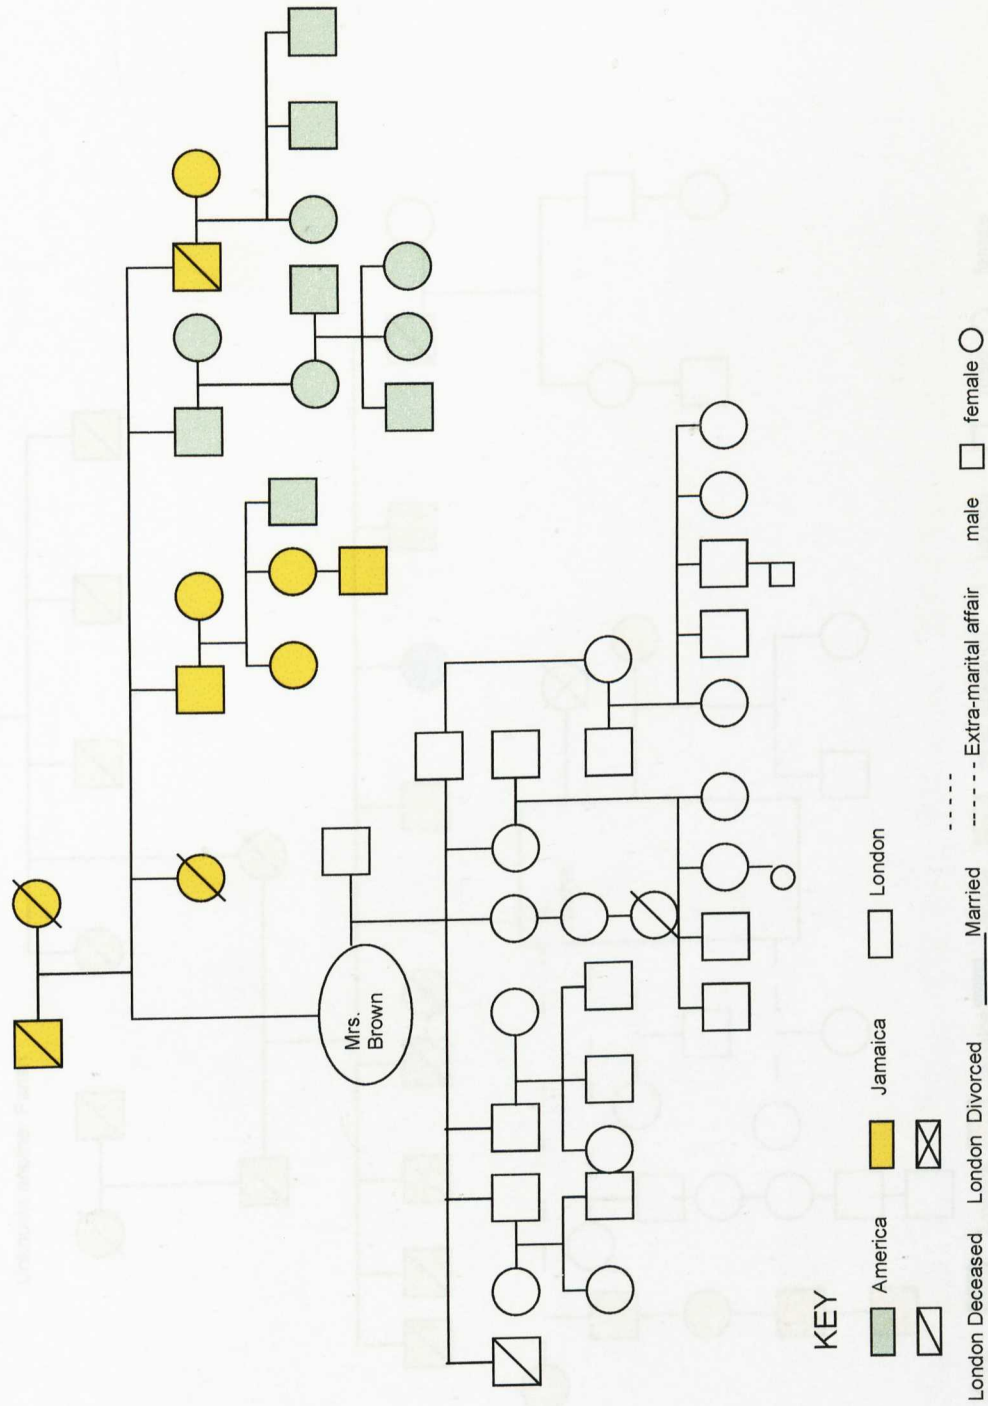 Mrs.
Brown
KEY
America Jamaica London
London Deceased London Divorced Married Extra-marital affair male female